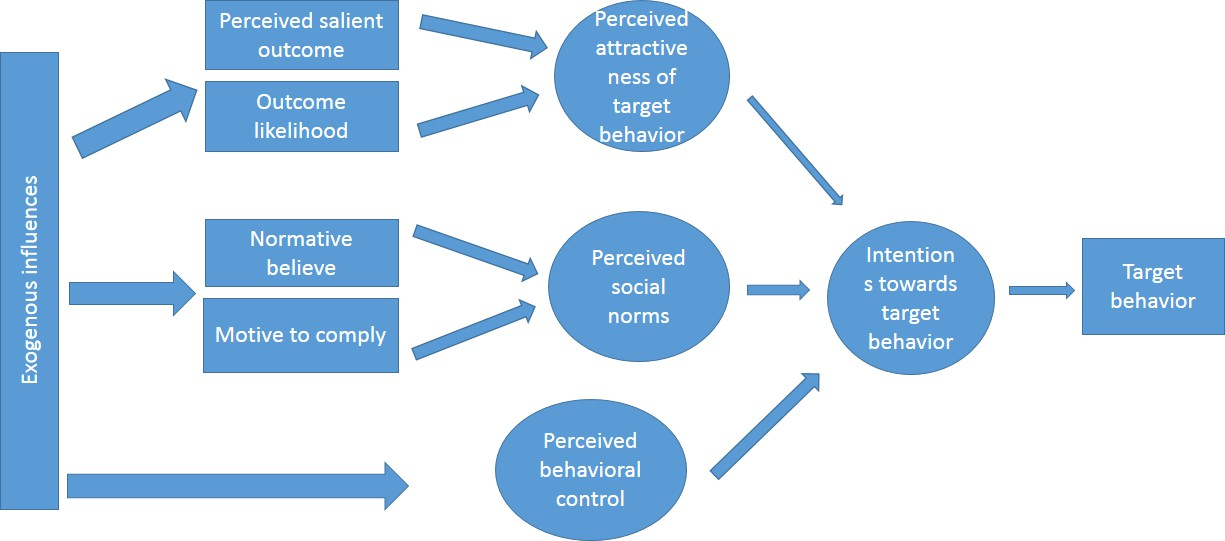 Exogenous influences
Perceived salient
outcome
Outcome
likelihood
Normative
believe
Motive to comply
Perceived
attractive
ness of
target
behavior
Perceived
social
norms
Perceived
behavioral
control
Intention
s towards
target
behavior
Target
behavior